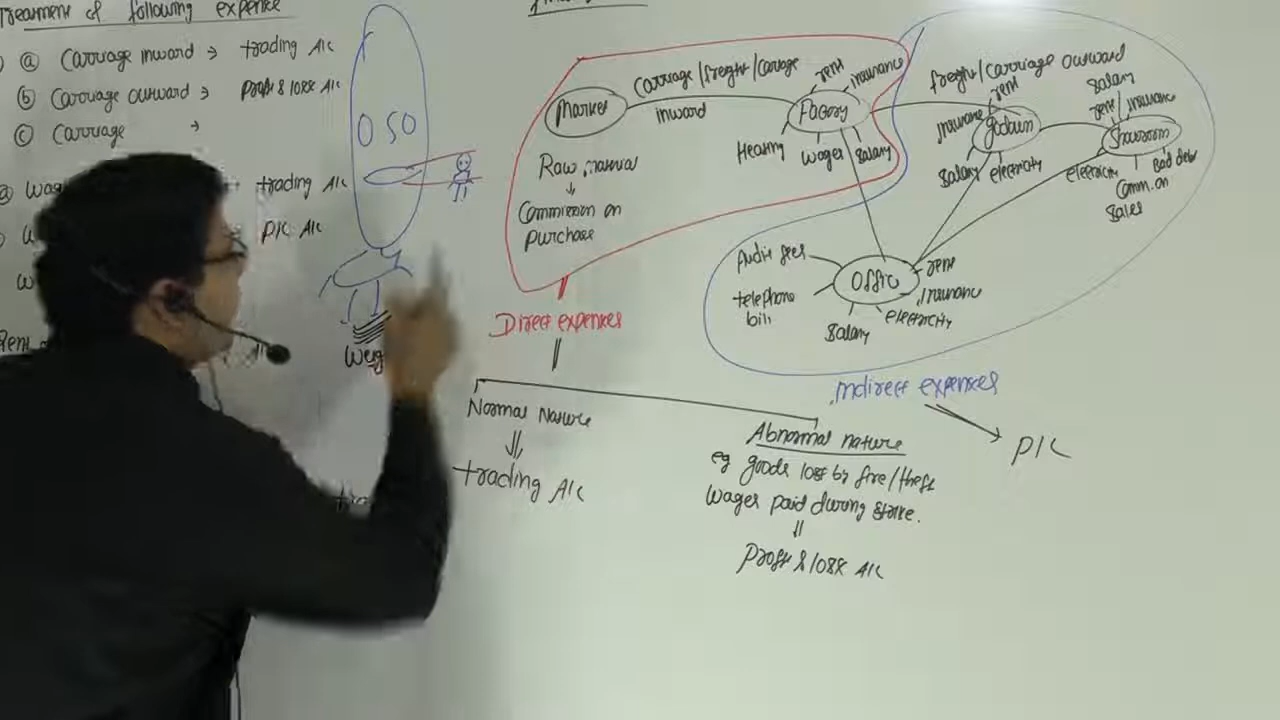 Treatment of following expense
ⓐ Carriage inward → trading A/C
ⓑ Carriage outward → profit & loss A/C
ⓒ Carriage →
trading A/C
P/L A/C
0 50
Direct expenses
Normal Nature
trading A/C
Market
Carriage/freight/cartage
inward
Raw material
Commission on
purchase
Factory
rent
insurance
Heating
wages
salary
freight/carriage outward
godown
rent
insurance
salary
electricity
showroom
salary
rent/insurance
electricity
Bad debt
Comm. on
sales
office
Audit fees
telephone
bill
salary
electricity
insurance
rent
Indirect expenses
P/L
Abnormal nature
eg goods loss by fire/theft
wages paid during strike.
Profit & loss A/C